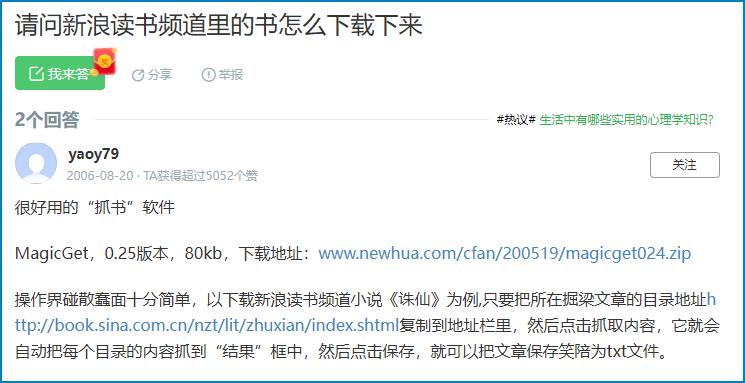 请问新浪读书频道里的书怎么下载下来
我来答
分享
举报
2个回答
#热议# 生活中有哪些实用的心理学知识？
yaoy79
2006-08-20 · TA获得超过5052个赞
关注
很好用的“抓书”软件
MagicGet，0.25版本，80kb，下载地址：www.newhua.com/cfan/200519/magicget024.zip
操作界碰散蠢面十分简单，以下载新浪读书频道小说《诛仙》为例,只要把所在掘梁文章的目录地址h
ttp://book.sina.com.cn/nzt/lit/zhuxian/index.shtml复制到地址栏里，然后点击抓取内容，它就会
自动把每个目录的内容抓到“结果”框中，然后点击保存，就可以把文章保存笑陪为txt文件。